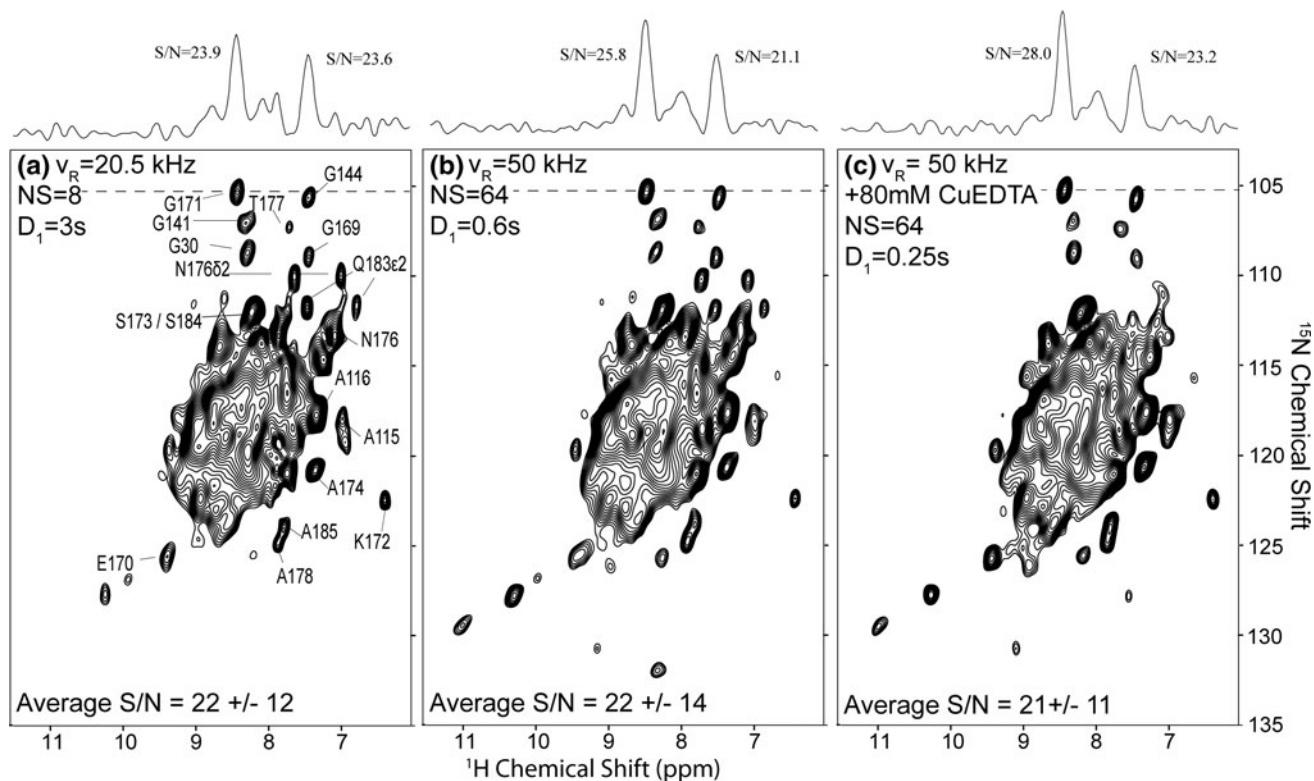 S/N=23.9
S/N=23.6
S/N=25.8
S/N=21.1
S/N=28.0
S/N=23.2
(a) νR=20.5 kHz
NS=8
D1=3s
G171
T177
G144
G141
G30
G169
N176δ2
Q183ε2
S173 / S184
N176
A116
A115
A174
K172
A185
A178
E170
Average S/N = 22 +/- 12
(b) νR=50 kHz
NS=64
D1=0.6s
Average S/N = 22 +/- 14
(c) νR= 50 kHz
+80mM CuEDTA
NS=64
D1=0.25s
Average S/N = 21+/- 11
105
110
115
120
125
130
135
15N Chemical Shift
11 10 9 8 7
11 10 9 8 7
11 10 9 8 7
1H Chemical Shift (ppm)